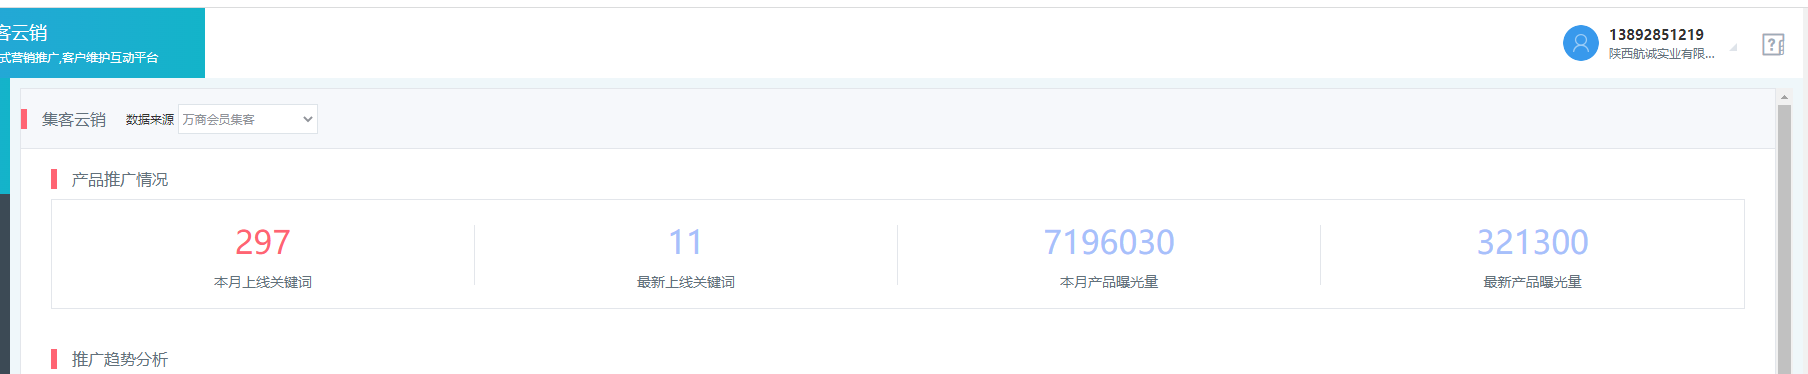 客云销
式营销推广,客户维护互动平台
13892851219
陕西航诚实业有限...
集客云销
数据来源 万商会员集客
产品推广情况
297
本月上线关键词
11
最新上线关键词
7196030
本月产品曝光量
321300
最新产品曝光量
推广趋势分析